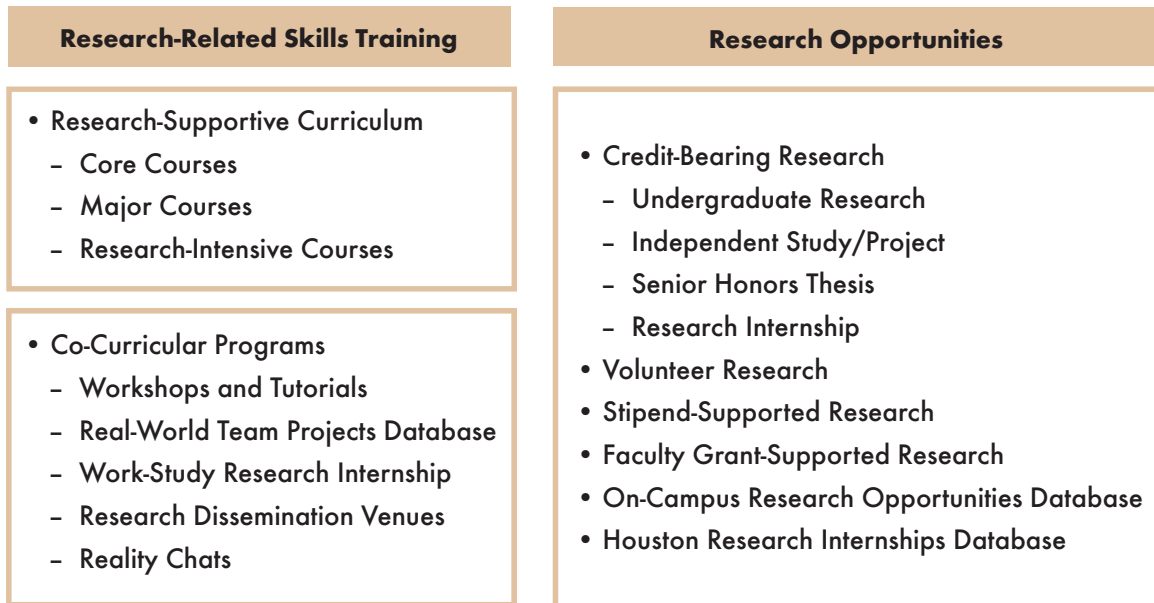 Research-Related Skills Training
• Research-Supportive Curriculum
– Core Courses
– Major Courses
– Research-Intensive Courses
• Co-Curricular Programs
– Workshops and Tutorials
– Real-World Team Projects Database
– Work-Study Research Internship
– Research Dissemination Venues
– Reality Chats
Research Opportunities
• Credit-Bearing Research
– Undergraduate Research
– Independent Study/Project
– Senior Honors Thesis
– Research Internship
• Volunteer Research
• Stipend-Supported Research
• Faculty Grant-Supported Research
• On-Campus Research Opportunities Database
• Houston Research Internships Database